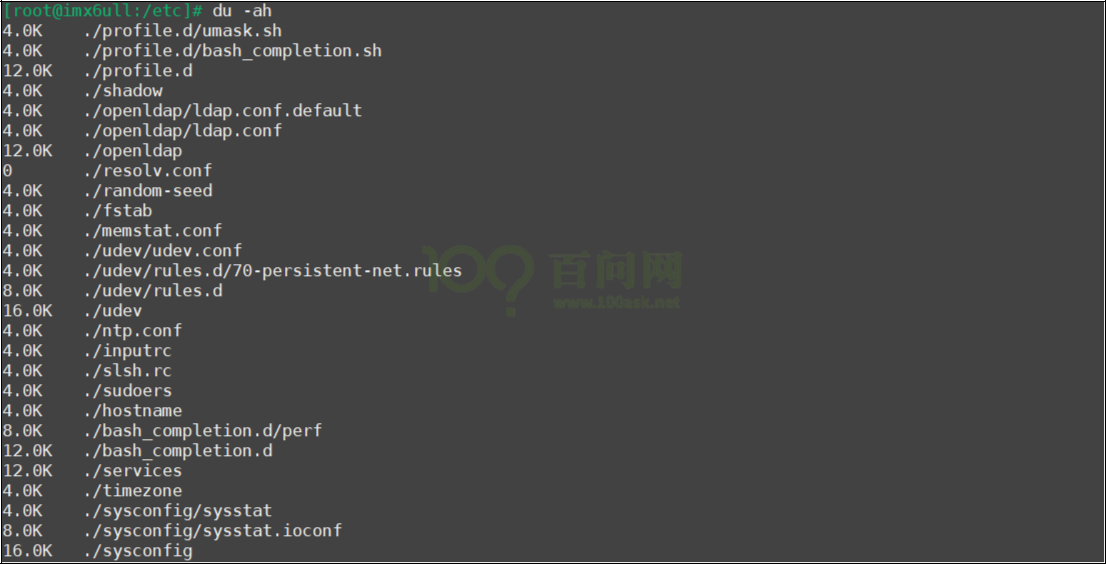 [root@imx6ull:/etc]# du -ah
4.0K    ./profile.d/umask.sh
4.0K    ./profile.d/bash_completion.sh
12.0K   ./profile.d
4.0K    ./shadow
4.0K    ./openldap/ldap.conf.default
4.0K    ./openldap/ldap.conf
12.0K   ./openldap
0       ./resolv.conf
4.0K    ./random-seed
4.0K    ./fstab
4.0K    ./memstat.conf
4.0K    ./udev/udev.conf
4.0K    ./udev/rules.d/70-persistent-net.rules
8.0K    ./udev/rules.d
16.0K   ./udev
4.0K    ./ntp.conf
4.0K    ./inputrc
4.0K    ./slsh.rc
4.0K    ./sudoers
4.0K    ./hostname
8.0K    ./bash_completion.d/perf
12.0K   ./bash_completion.d
12.0K   ./services
4.0K    ./timezone
4.0K    ./sysconfig/sysstat
8.0K    ./sysconfig/sysstat.ioconf
16.0K   ./sysconfig
百问网
www.100ask.net